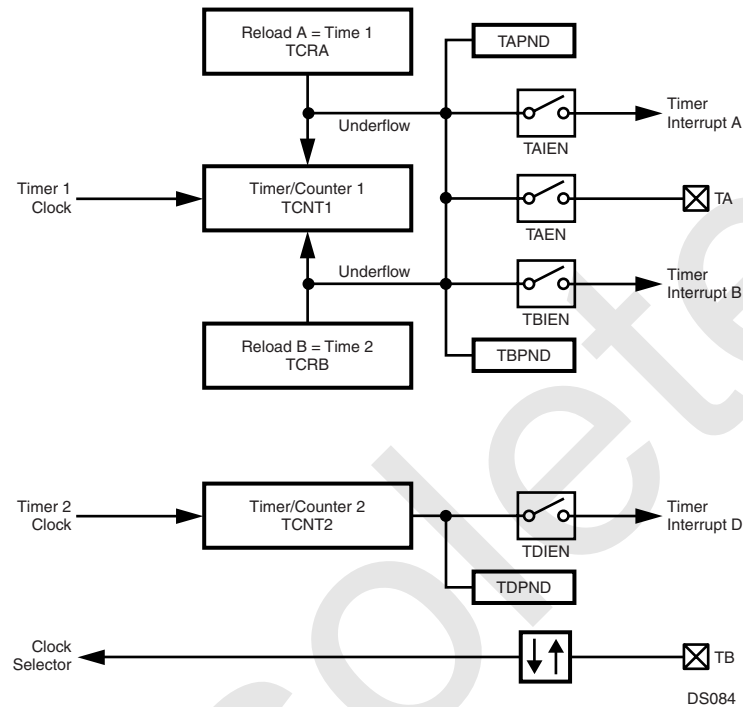 Reload A = Time 1
TCRA
TAPND
Underflow
Timer
Interrupt A
TAIEN
Timer 1
Clock
Timer/Counter 1
TCNT1
TA
TAEN
Underflow
Timer
Interrupt B
TBIEN
Reload B = Time 2
TCRB
TBPND
Timer 2
Clock
Timer/Counter 2
TCNT2
Timer
Interrupt D
TDIEN
TDPND
Clock
Selector
TB
DS084